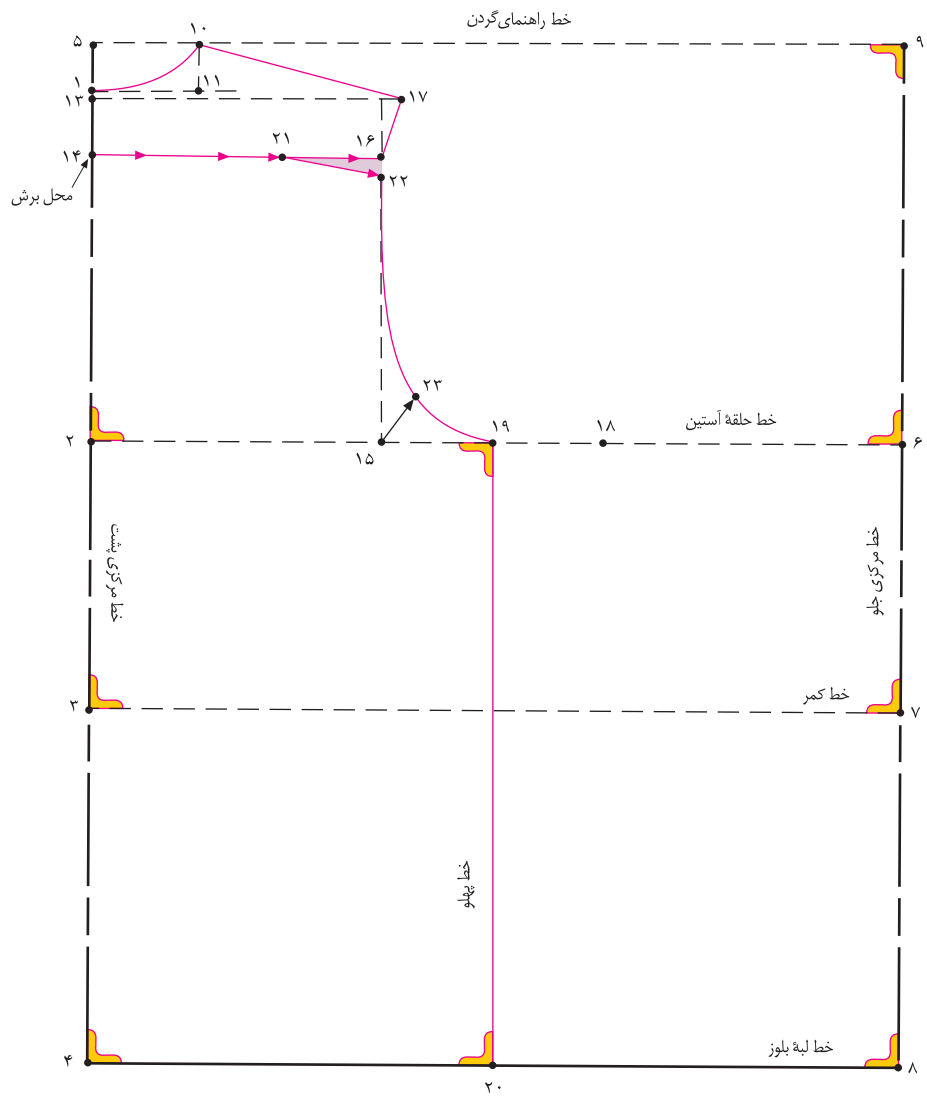 خط راهنمای گردن
۵
۱۰
۹
۱
۱۱
۱۳
۱۷
۲۱
۱۶
۱۴
۲۲
محل برش
۲۳
خط حلقهٔ آستین
۲
۱۵
۱۹
۱۸
۶
خط مرکزی پشت
خط مرکزی جلو
خط کمر
۳
۷
خط پهلو
خط لبهٔ بلوز
۴
۲۰
۸